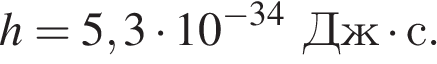 h = 5,3 · 10⁻³⁴ Дж · с.